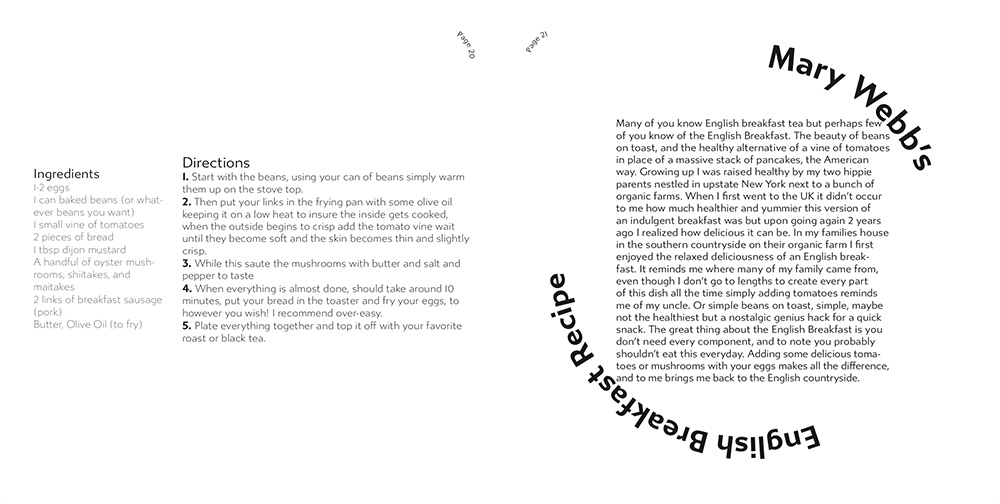 Page 20
Ingredients
1-2 eggs
1 can baked beans (or what-
ever beans you want)
1 small vine of tomatoes
2 pieces of bread
1 tbsp dijon mustard
A handful of oyster mush-
rooms, shiitakes, and
maitakes
2 links of breakfast sausage
(pork)
Butter, Olive Oil (to fry)
Directions
1. Start with the beans, using your can of beans simply warm
them up on the stove top.
2. Then put your links in the frying pan with some olive oil
keeping it on a low heat to insure the inside gets cooked,
when the outside begins to crisp add the tomato vine wait
until they become soft and the skin becomes thin and slightly
crisp.
3. While this saute the mushrooms with butter and salt and
pepper to taste
4. When everything is almost done, should take around 10
minutes, put your bread in the toaster and fry your eggs, to
however you wish! I recommend over-easy.
5. Plate everything together and top it off with your favorite
roast or black tea.
Page 21
Mary Webb's
Many of you know English breakfast tea but perhaps few
of you know of the English Breakfast. The beauty of beans
on toast, and the healthy alternative of a vine of tomatoes
in place of a massive stack of pancakes, the American
way. Growing up I was raised healthy by my two hippie
parents nestled in upstate New York next to a bunch of
organic farms. When I first went to the UK it didn't occur
to me how much healthier and yummier this version of
an indulgent breakfast was but upon going again 2 years
ago I realized how delicious it can be. In my families house
in the southern countryside on their organic farm I first
enjoyed the relaxed deliciousness of an English break-
fast. It reminds me where many of my family came from,
even though I don't go to lengths to create every part
of this dish all the time simply adding tomatoes reminds
me of my uncle. Or simple beans on toast, simple, maybe
not the healthiest but a nostalgic genius hack for a quick
snack. The great thing about the English Breakfast is you
don't need every component, and to note you probably
shouldn't eat this everyday. Adding some delicious toma-
toes or mushrooms with your eggs makes all the difference,
and to me brings me back to the English countryside.
English Breakfast Recipe